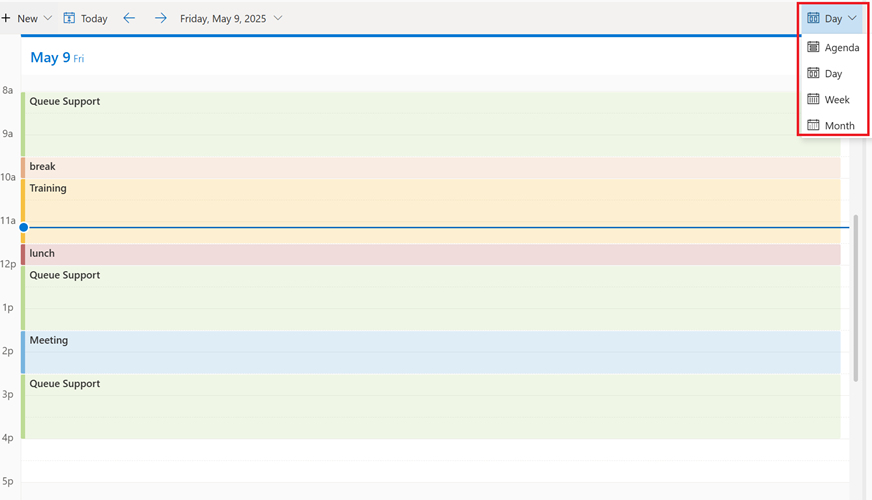 New Today Friday, May 9, 2025 Day
Agenda
Day
Week
Month
May 9 Fri
8a
Queue Support
9a
break
10a
Training
11a
lunch
12p
Queue Support
1p
Meeting
2p
Queue Support
3p
4p
5p